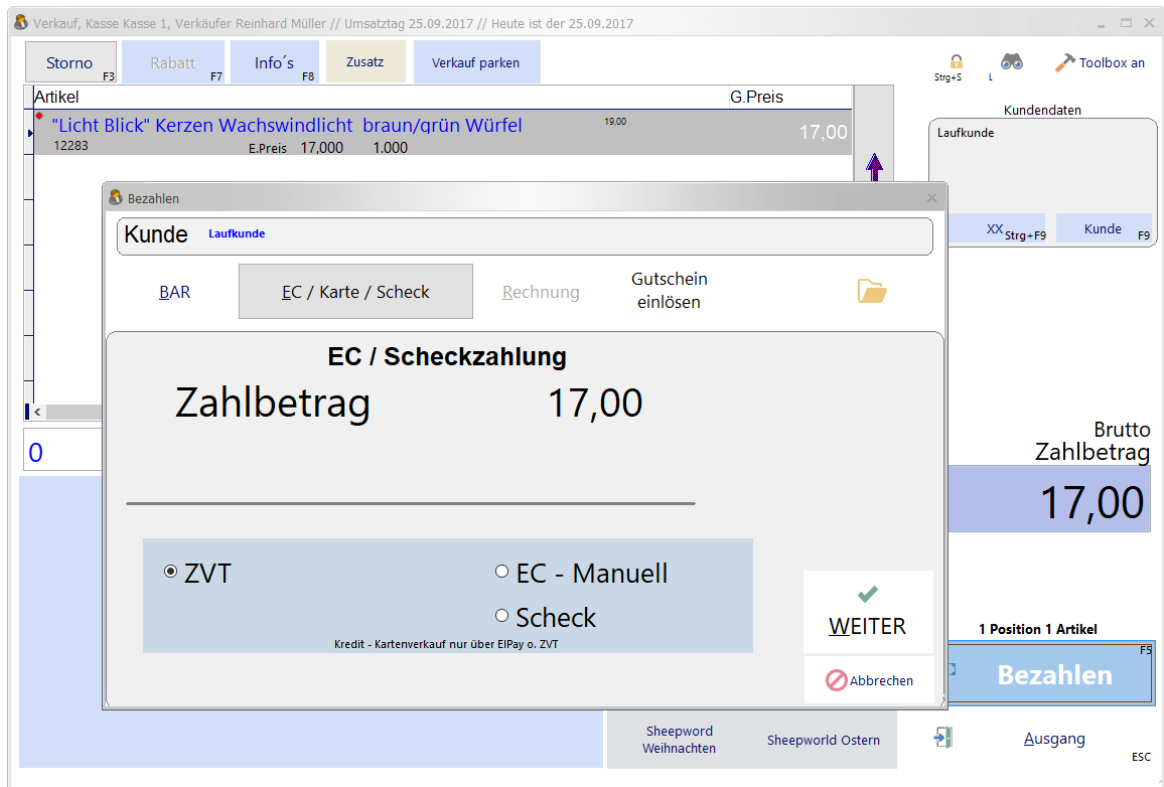 Verkauf, Kasse Kasse 1, Verkäufer Reinhard Müller // Umsatztag 25.09.2017 // Heute ist der 25.09.2017
Storno F3
Rabatt F7
Info´s F8
Zusatz
Verkauf parken
Strg+S
L
Toolbox an
Artikel G.Preis
"Licht Blick" Kerzen Wachswindlicht braun/grün Würfel 19,00 17,00
12283 E.Preis 17,000 1.000
Kundendaten
Laufkunde
XX Strg+F9
Kunde F9
Bezahlen
Kunde Laufkunde
BAR
EC / Karte / Scheck
Rechnung
Gutschein
einlösen
EC / Scheckzahlung
Zahlbetrag 17,00
ZVT
EC - Manuell
Scheck
Kredit - Kartenverkauf nur über ElPay o. ZVT
WEITER
Abbrechen
0
Brutto
Zahlbetrag
17,00
1 Position 1 Artikel
Bezahlen F5
Sheepword
Weihnachten
Sheepworld Ostern
Ausgang
ESC